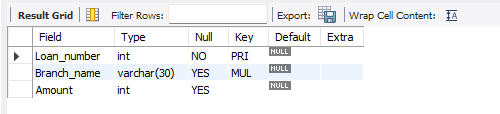 Result Grid Filter Rows: Export: Wrap Cell Content:
Field Type Null Key Default Extra
Loan_number int NO PRI NULL
Branch_name varchar(30) YES MUL NULL
Amount int YES NULL